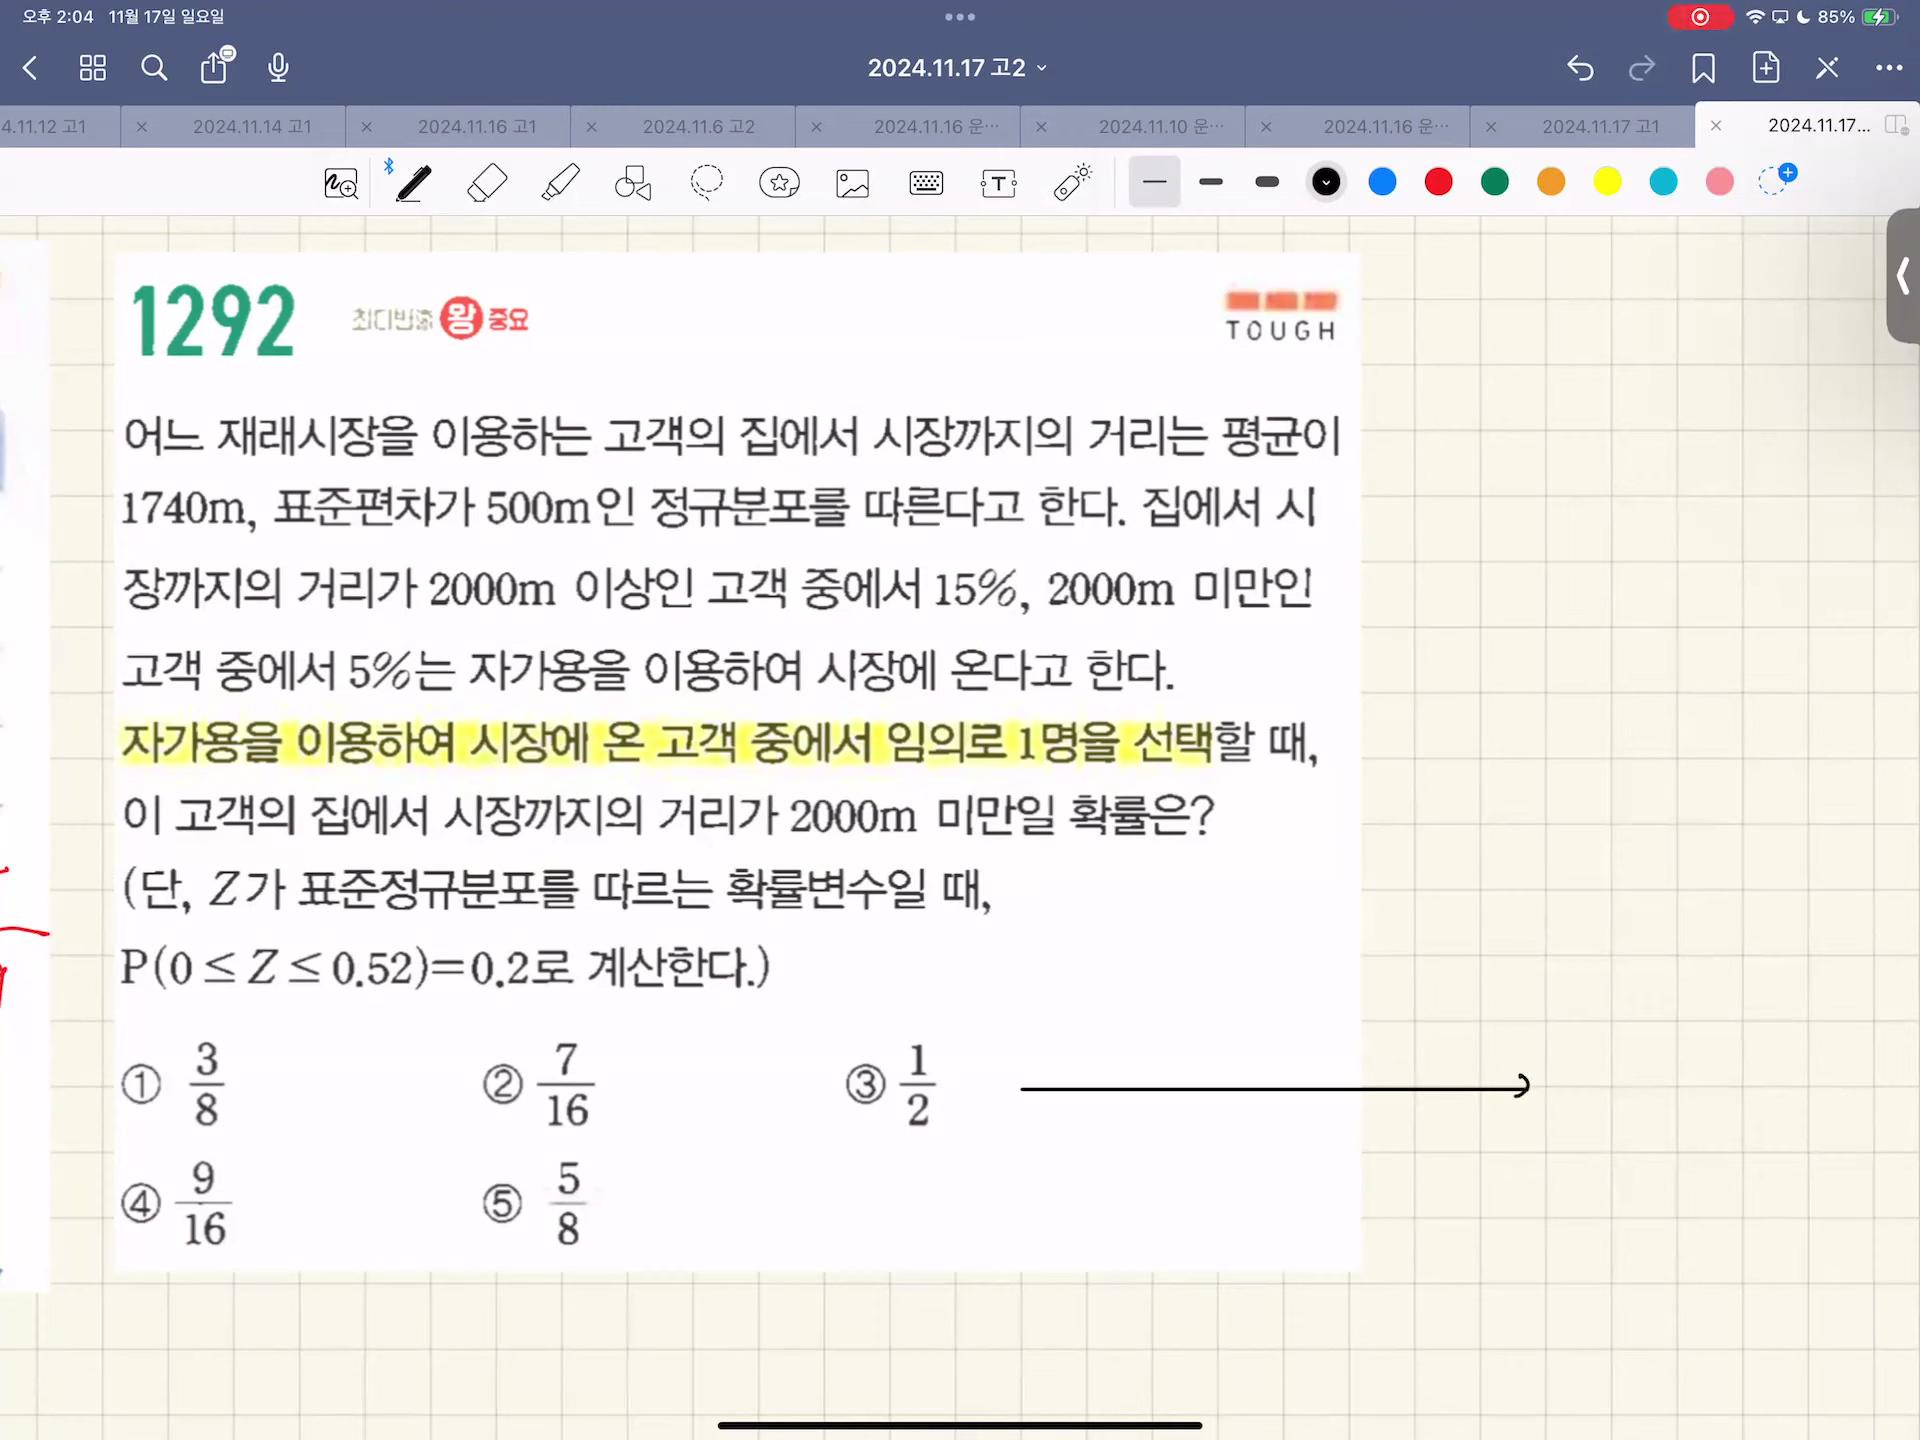 오후 2:04 11월 17일 일요일
85%
2024.11.17 고2
4.11.12 고1
2024.11.14 고1
2024.11.16 고1
2024.11.6 고2
2024.11.16 운…
2024.11.10 운…
2024.11.16 운…
2024.11.17 고1
2024.11.17...
1292 최다빈출 왕 중요
TOUGH
어느 재래시장을 이용하는 고객의 집에서 시장까지의 거리는 평균이
1740m, 표준편차가 500m인 정규분포를 따른다고 한다. 집에서 시
장까지의 거리가 2000m 이상인 고객 중에서 15%, 2000m 미만인
고객 중에서 5%는 자가용을 이용하여 시장에 온다고 한다.
자가용을 이용하여 시장에 온 고객 중에서 임의로 1명을 선택할 때,
이 고객의 집에서 시장까지의 거리가 2000m 미만일 확률은?
(단, Z가 표준정규분포를 따르는 확률변수일 때,
P(0≤Z≤0.52)=0.2로 계산한다.)
① 3/8 ② 7/16 ③ 1/2
④ 9/16 ⑤ 5/8